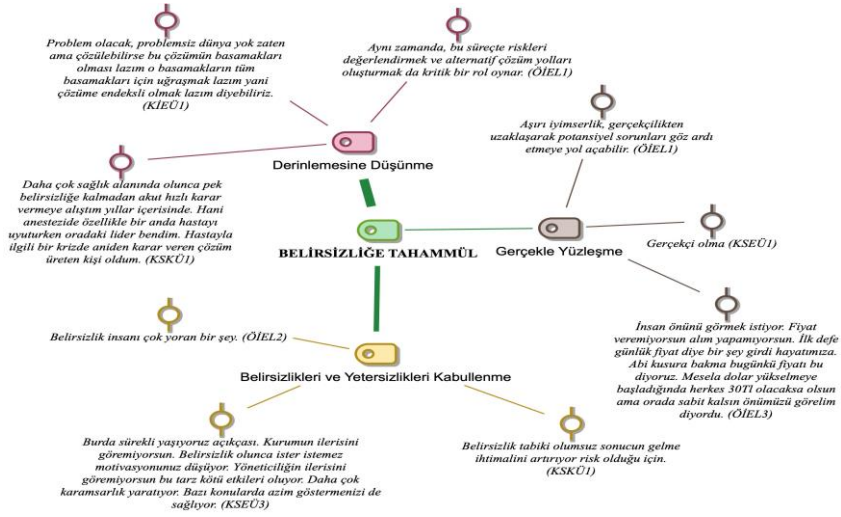 Problem olacak, problemsiz dünya yok zaten
ama çözülebilirse bu çözümün basamakları
olması lazım o basamakların tüm
basamakları için uğraşmak lazım yani
çözüme endeksli olmak lazım diyebiliriz.
(KİEÜ1)
Aynı zamanda, bu süreçte riskleri
değerlendirmek ve alternatif çözüm yolları
oluşturmak da kritik bir rol oynar. (ÖİEL1)
Aşırı iyimserlik, gerçekçilikten
uzaklaşarak potansiyel sorunları göz ardı
etmeye yol açabilir. (ÖİEL1)
Derinlemesine Düşünme
Daha çok sağlık alanında olunca pek
belirsizliğe kalmadan akut hızlı karar
vermeye alıştım yıllar içerisinde. Hani
anestezide özellikle bir anda hastayı
uyuturken oradaki lider bendim. Hastayla
ilgili bir krizde aniden karar veren çözüm
üreten kişi oldum. (KSKÜ1)
BELİRSİZLİĞE TAHAMMÜL
Gerçekle Yüzleşme
Gerçekçi olma (KSEÜ1)
İnsan önünü görmek istiyor. Fiyat
veremiyorsun alım yapamıyorsun. İlk defe
günlük fiyat diye bir şey girdi hayatımıza.
Abi kusura bakma bugünkü fiyatı bu
diyoruz. Mesela dolar yükselmeye
başladığında herkes 30Tl olacaksa olsun
ama orada sabit kalsın önümüzü görelim
diyordu. (ÖİEL3)
Belirsizlik insanı çok yoran bir şey. (ÖİEL2)
Belirsizlikleri ve Yetersizlikleri Kabullenme
Burda sürekli yaşıyoruz açıkçası. Kurumun ilerisini
göremiyorsun. Belirsizlik olunca ister istemez
motivasyonunuz düşüyor. Yöneticiliğin ilerisini
göremiyorsun bu tarz kötü etkileri oluyor. Daha çok
karamsarlık yaratıyor. Bazı konularda azim göstermenizi de
sağlıyor. (KSEÜ3)
Belirsizlik tabiki olumsuz sonucun gelme
ihtimalini artırıyor risk olduğu için.
(KSKÜ1)